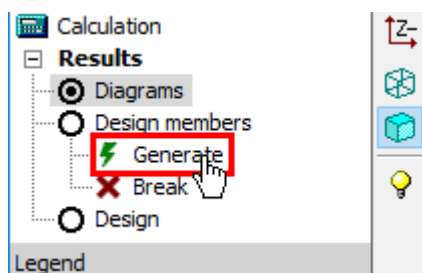 Calculation
Results
Diagrams
Design members
Generate
Break
Design
Legend
Z-